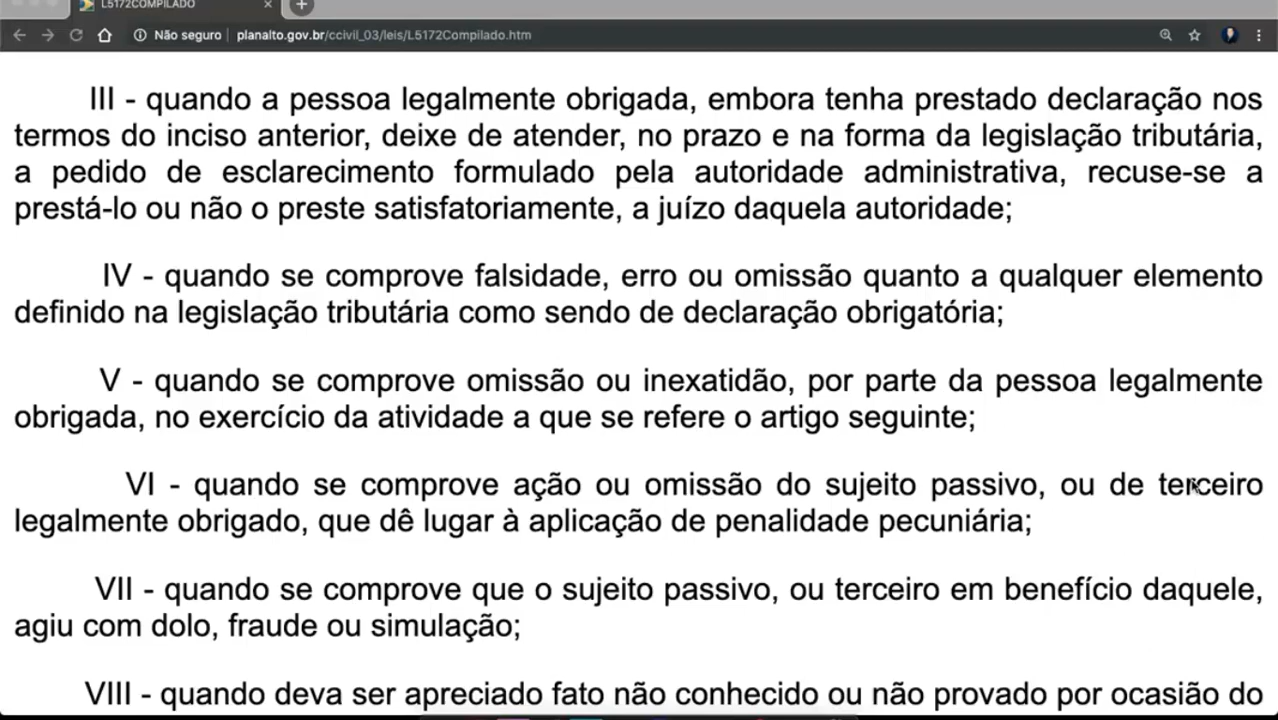 L5172COMPILADO
Não seguro planalto.gov.br/ccivil_03/leis/L5172Compilado.htm
III - quando a pessoa legalmente obrigada, embora tenha prestado declaração nos
termos do inciso anterior, deixe de atender, no prazo e na forma da legislação tributária,
a pedido de esclarecimento formulado pela autoridade administrativa, recuse-se a
prestá-lo ou não o preste satisfatoriamente, a juízo daquela autoridade;
IV - quando se comprove falsidade, erro ou omissão quanto a qualquer elemento
definido na legislação tributária como sendo de declaração obrigatória;
V - quando se comprove omissão ou inexatidão, por parte da pessoa legalmente
obrigada, no exercício da atividade a que se refere o artigo seguinte;
VI - quando se comprove ação ou omissão do sujeito passivo, ou de terceiro
legalmente obrigado, que dê lugar à aplicação de penalidade pecuniária;
VII - quando se comprove que o sujeito passivo, ou terceiro em benefício daquele,
agiu com dolo, fraude ou simulação;
VIII - quando deva ser apreciado fato não conhecido ou não provado por ocasião do